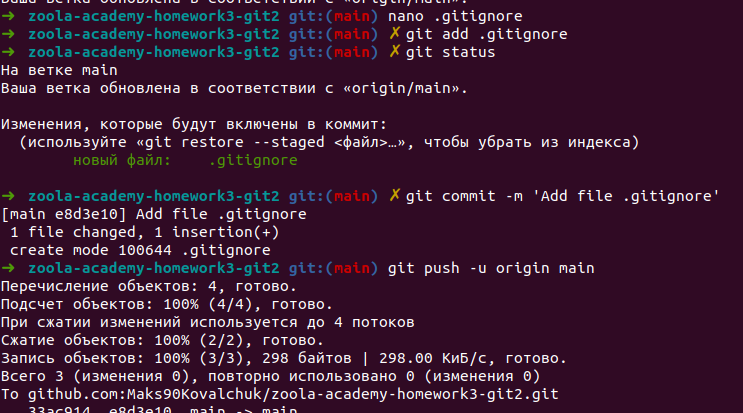 Ваша ветка обновлена в соответствии с «origin/main».
➜ zoola-academy-homework3-git2 git:(main) nano .gitignore
➜ zoola-academy-homework3-git2 git:(main) ✗ git add .gitignore
➜ zoola-academy-homework3-git2 git:(main) ✗ git status
На ветке main
Ваша ветка обновлена в соответствии с «origin/main».
Изменения, которые будут включены в коммит:
(используйте «git restore --staged <файл>…», чтобы убрать из индекса)
новый файл: .gitignore
➜ zoola-academy-homework3-git2 git:(main) ✗ git commit -m 'Add file .gitignore'
[main e8d3e10] Add file .gitignore
1 file changed, 1 insertion(+)
create mode 100644 .gitignore
➜ zoola-academy-homework3-git2 git:(main) git push -u origin main
Перечисление объектов: 4, готово.
Подсчет объектов: 100% (4/4), готово.
При сжатии изменений используется до 4 потоков
Сжатие объектов: 100% (2/2), готово.
Запись объектов: 100% (3/3), 298 байтов | 298.00 КиБ/с, готово.
Всего 3 (изменения 0), повторно использовано 0 (изменения 0)
To github.com:Maks90Kovalchuk/zoola-academy-homework3-git2.git
33ac914..e8d3e10 main -> main